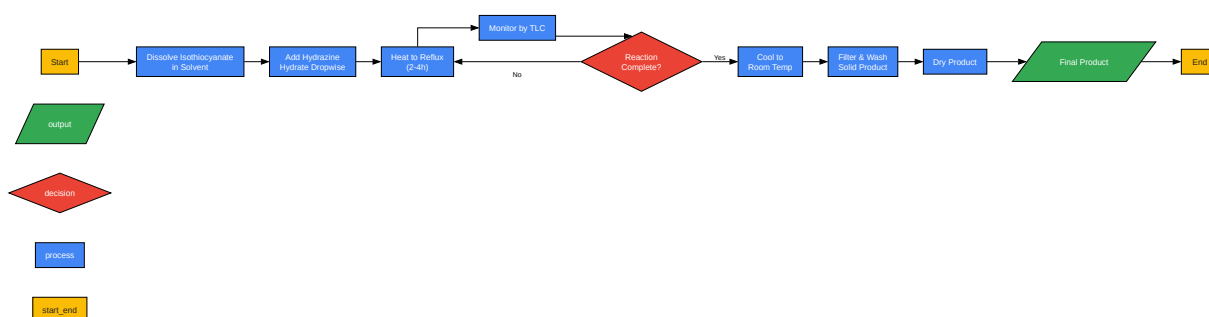 Start
Dissolve Isothiocyanate
in Solvent
Add Hydrazine
Hydrate Dropwise
Heat to Reflux
(2-4h)
Monitor by TLC
Reaction
Complete?
No
Yes
Cool to
Room Temp
Filter & Wash
Solid Product
Dry Product
Final Product
End
output
decision
process
start_end